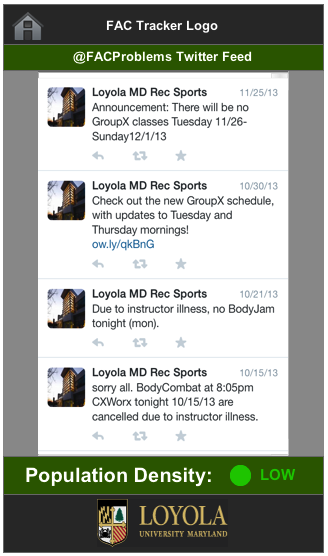 FAC Tracker Logo
@FACProblems Twitter Feed
Loyola MD Rec Sports 11/25/13
Announcement: There will be no
GroupX classes Tuesday 11/26-
Sunday12/1/13
Loyola MD Rec Sports 10/30/13
Check out the new GroupX schedule,
with updates to Tuesday and
Thursday mornings!
ow.ly/qkBnG
Loyola MD Rec Sports 10/21/13
Due to instructor illness, no BodyJam
tonight (mon).
Loyola MD Rec Sports 10/15/13
sorry all. BodyCombat at 8:05pm
CXWorx tonight 10/15/13 are
cancelled due to instructor illness.
Population Density: LOW
LOYOLA
UNIVERSITY MARYLAND